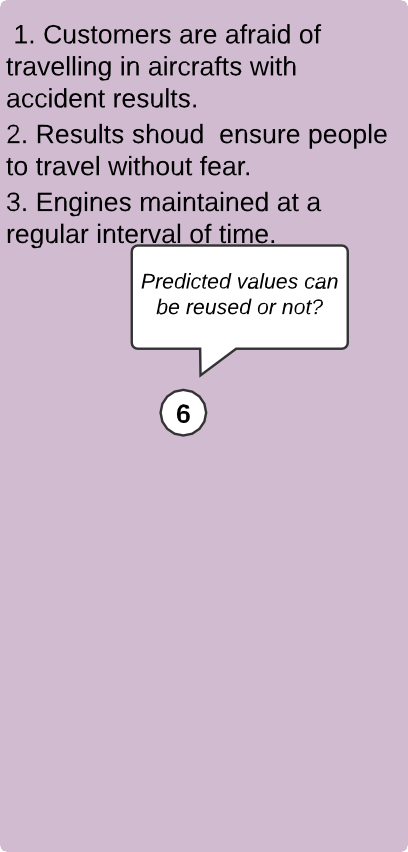 1. Customers are afraid of
travelling in aircrafts with
accident results.
2. Results shoud  ensure people
to travel without fear.
3. Engines maintained at a
regular interval of time.
Predicted values can
be reused or not?
6